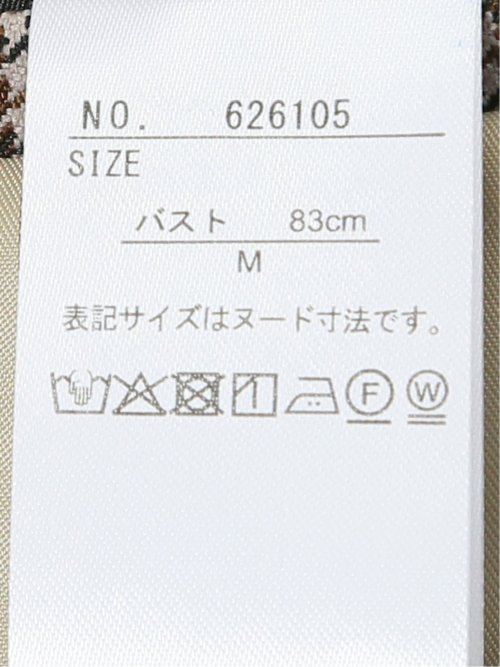 NO. 626105
SIZE
バスト 83cm
M
表記サイズはヌード寸法です。
F W